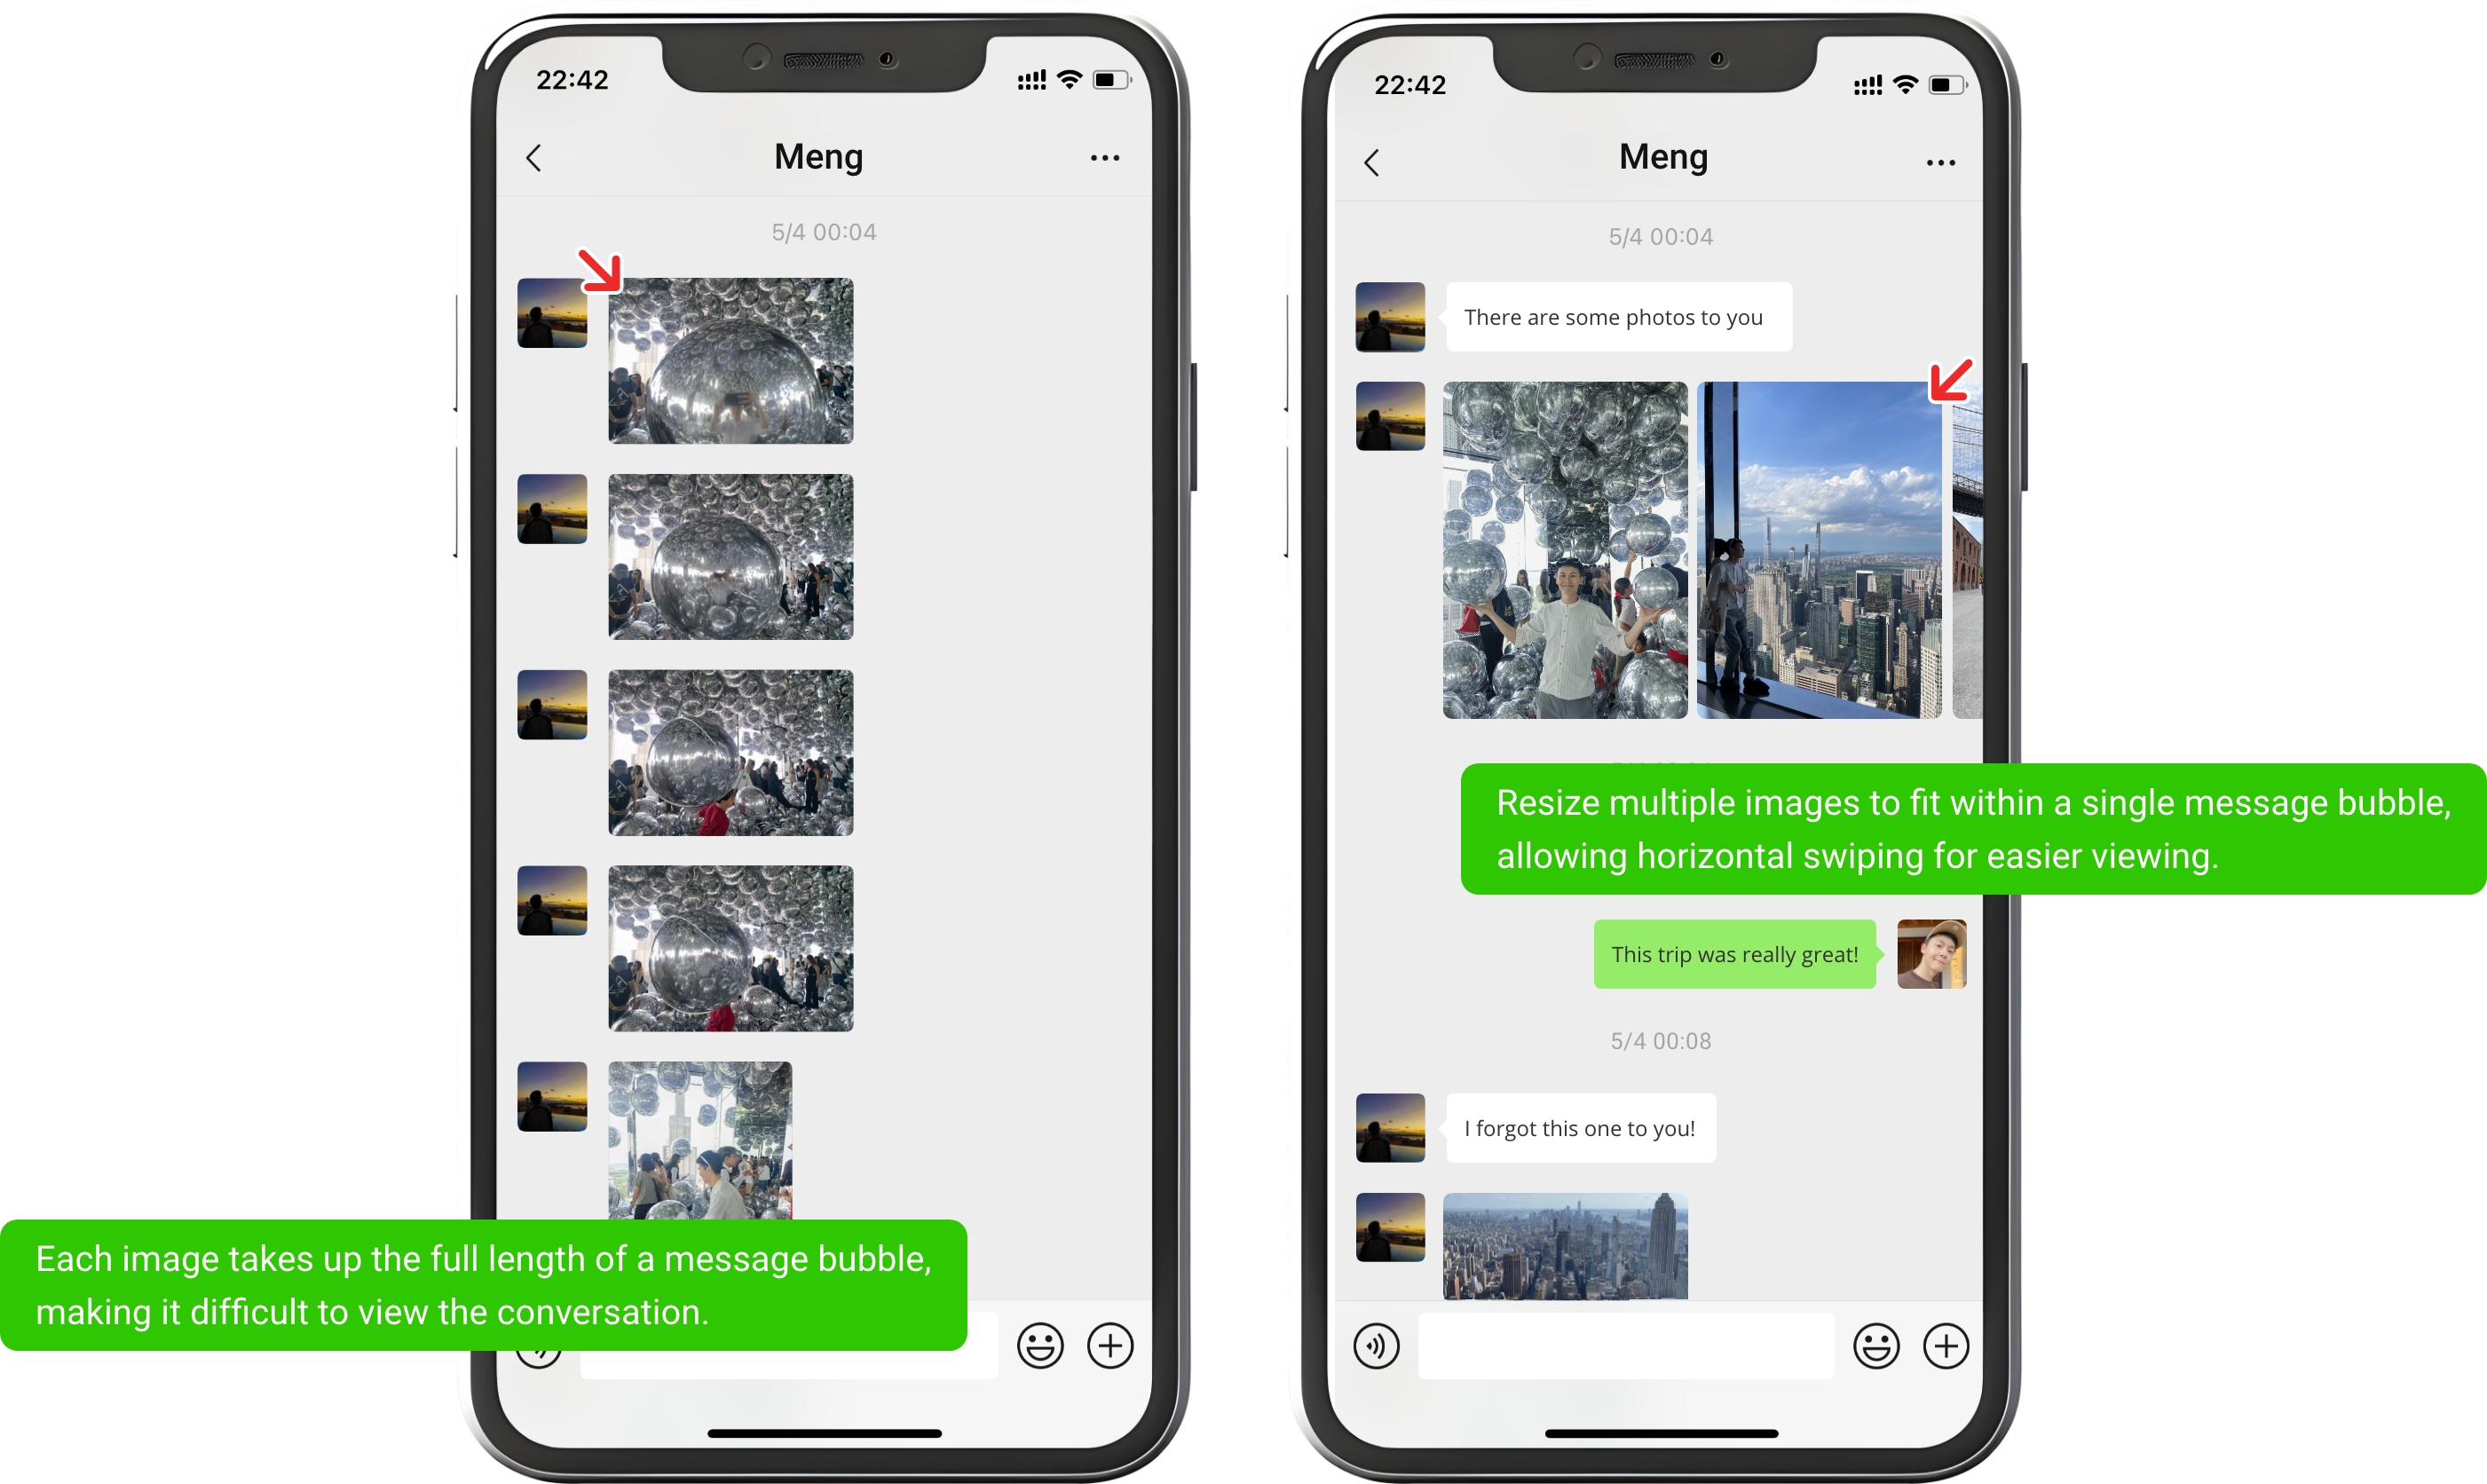 22:42
Meng
5/4 00:04
Each image takes up the full length of a message bubble,
making it difficult to view the conversation.
22:42
Meng
5/4 00:04
There are some photos to you
Resize multiple images to fit within a single message bubble,
allowing horizontal swiping for easier viewing.
This trip was really great!
5/4 00:08
I forgot this one to you!